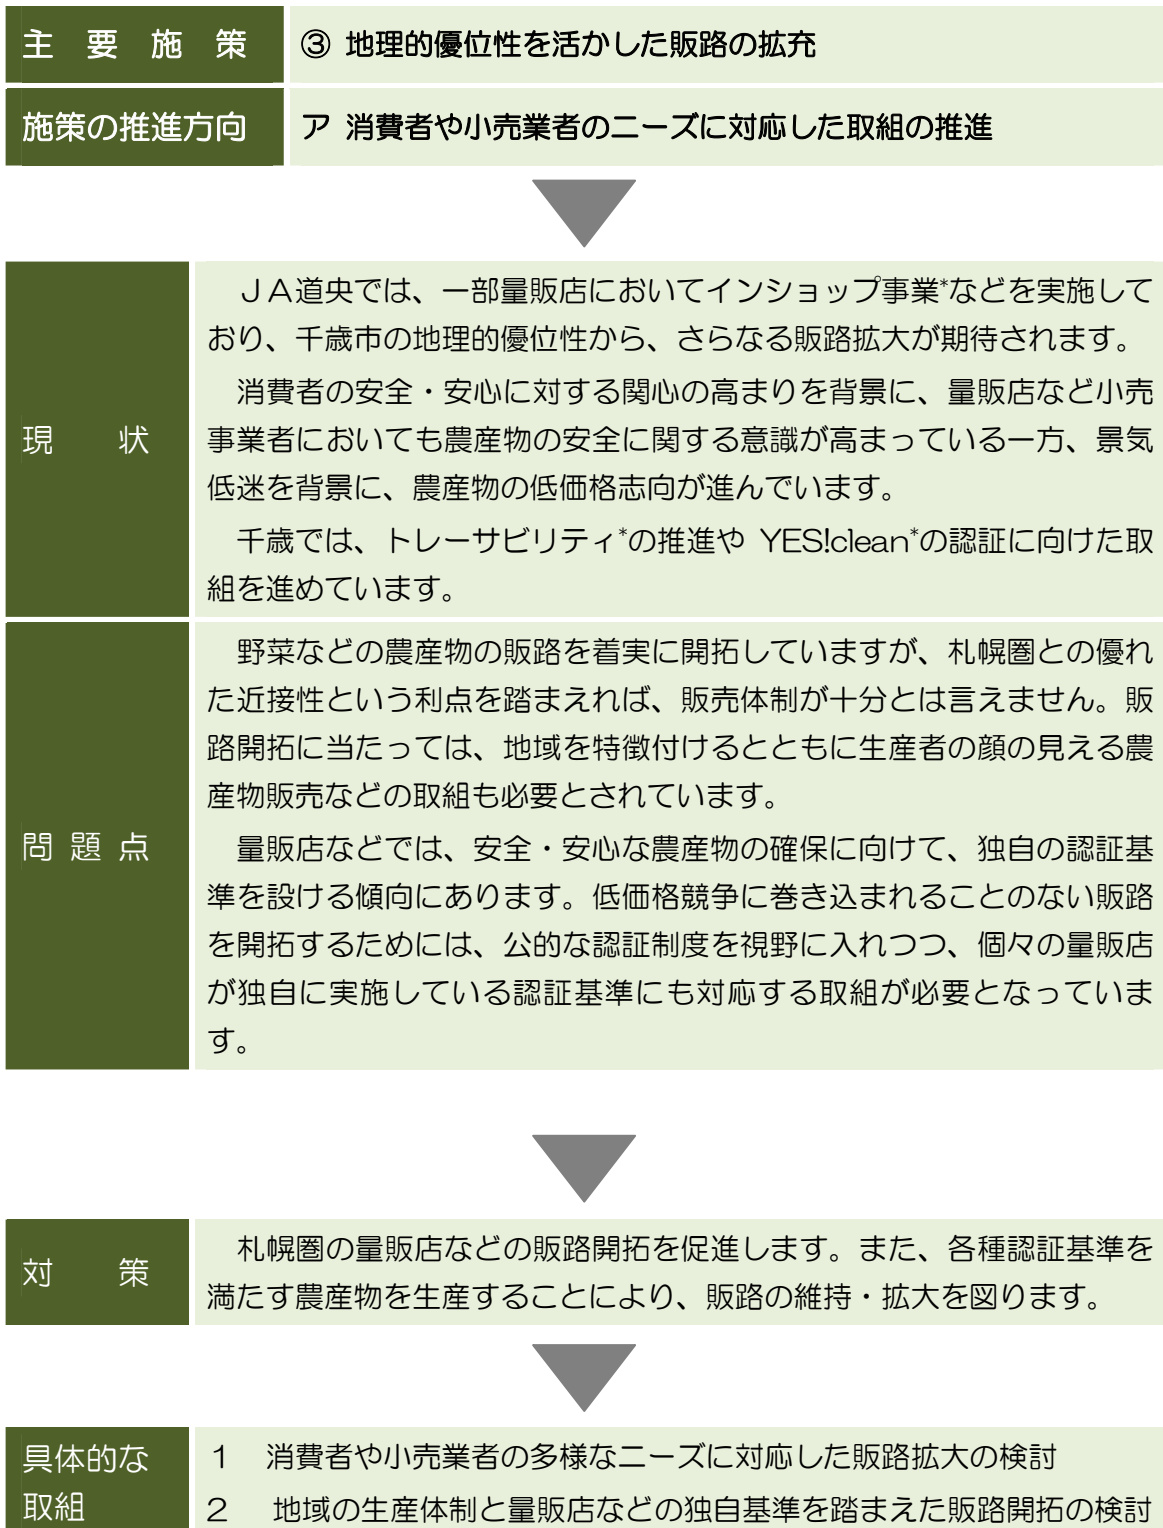 主要施策
③ 地理的優位性を活かした販路の拡充
施策の推進方向
ア 消費者や小売業者のニーズに対応した取組の推進
現状
ＪＡ道央では、一部量販店においてインショップ事業*などを実施して
おり、千歳市の地理的優位性から、さらなる販路拡大が期待されます。
消費者の安全・安心に対する関心の高まりを背景に、量販店など小売
事業者においても農産物の安全に関する意識が高まっている一方、景気
低迷を背景に、農産物の低価格志向が進んでいます。
千歳では、トレーサビリティ*の推進や YES!clean*の認証に向けた取
組を進めています。
問題点
野菜などの農産物の販路を着実に開拓していますが、札幌圏との優れ
た近接性という利点を踏まえれば、販売体制が十分とは言えません。販
路開拓に当たっては、地域を特徴付けるとともに生産者の顔の見える農
産物販売などの取組も必要とされています。
量販店などでは、安全・安心な農産物の確保に向けて、独自の認証基
準を設ける傾向にあります。低価格競争に巻き込まれることのない販路
を開拓するためには、公的な認証制度を視野に入れつつ、個々の量販店
が独自に実施している認証基準にも対応する取組が必要となっていま
す。
対策
札幌圏の量販店などの販路開拓を促進します。また、各種認証基準を
満たす農産物を生産することにより、販路の維持・拡大を図ります。
具体的な
取組
１ 消費者や小売業者の多様なニーズに対応した販路拡大の検討
２ 地域の生産体制と量販店などの独自基準を踏まえた販路開拓の検討